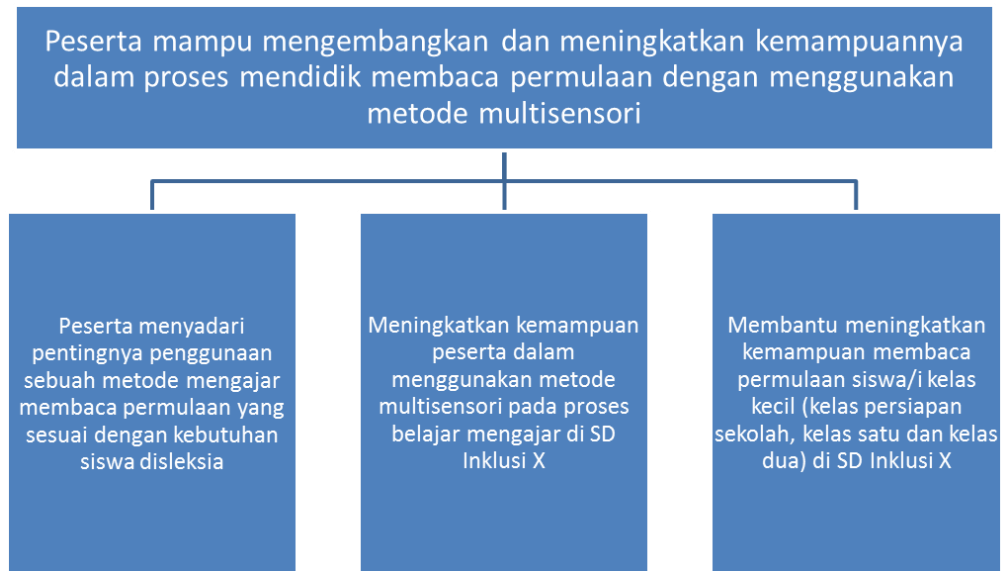 Peserta mampu mengembangkan dan meningkatkan kemampuannya
dalam proses mendidik membaca permulaan dengan menggunakan
metode multisensori
Peserta menyadari
pentingnya penggunaan
sebuah metode mengajar
membaca permulaan yang
sesuai dengan kebutuhan
siswa disleksia
Meningkatkan kemampuan
peserta dalam
menggunakan metode
multisensori pada proses
belajar mengajar di SD
Inklusi X
Membantu meningkatkan
kemampuan membaca
permulaan siswa/i kelas
kecil (kelas persiapan
sekolah, kelas satu dan kelas
dua) di SD Inklusi X